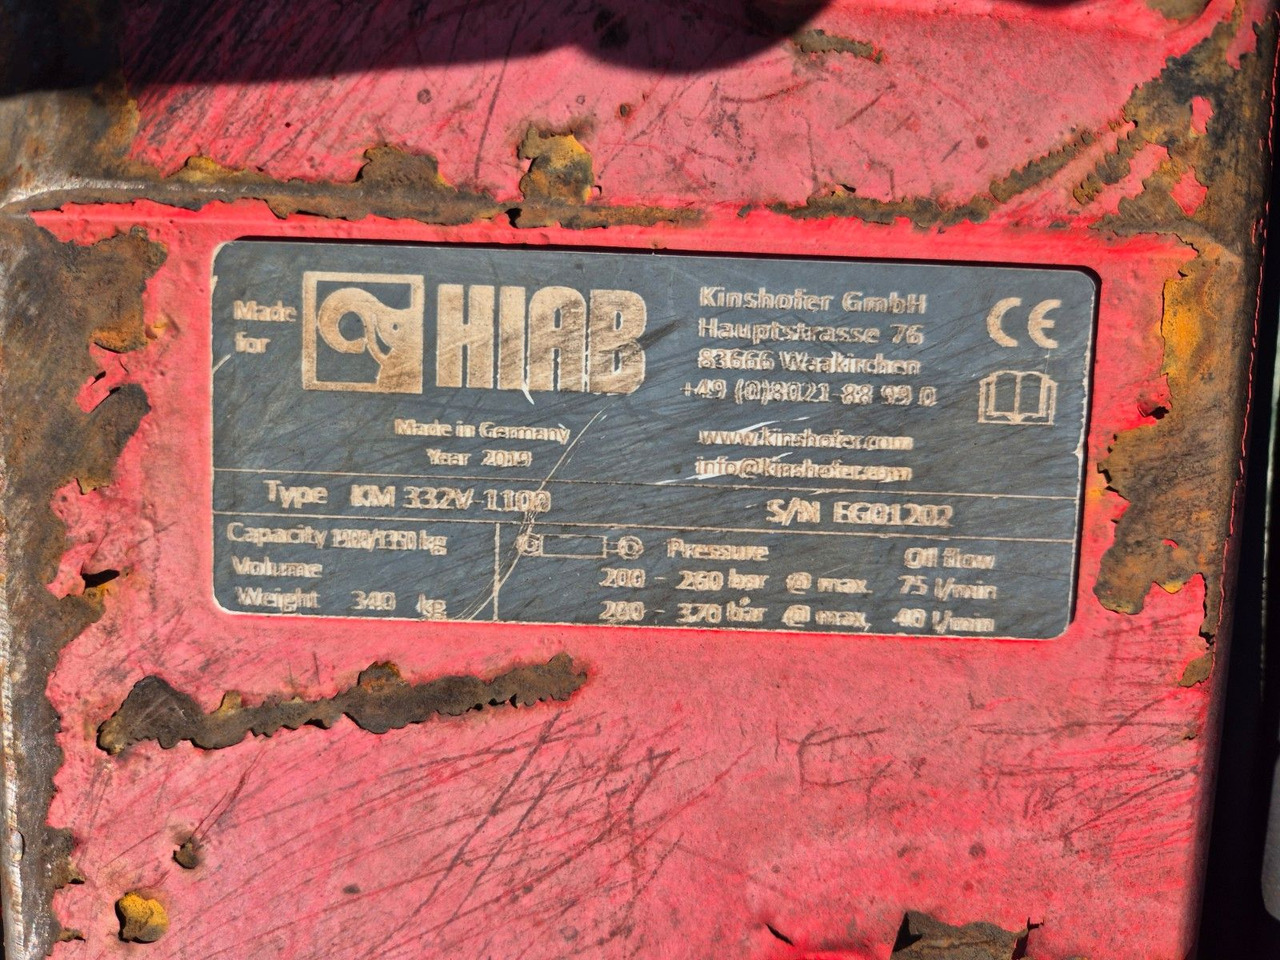 Made
for
HIAB
Made in Germany
Year 2019
Kinshofer GmbH
Hauptstrasse 76
83666 Waakirchen
+49 (0)8021 88 99 0
www.kinshofer.com
info@kinshofer.com
CE
Type KM 332V-1100
S/N EG01202
Capacity kg
Volume
Weight 340 kg
Pressure Oil flow
200 - 260 bar @ max. 75 l/min
- 370 bar @ max. 40 l/min